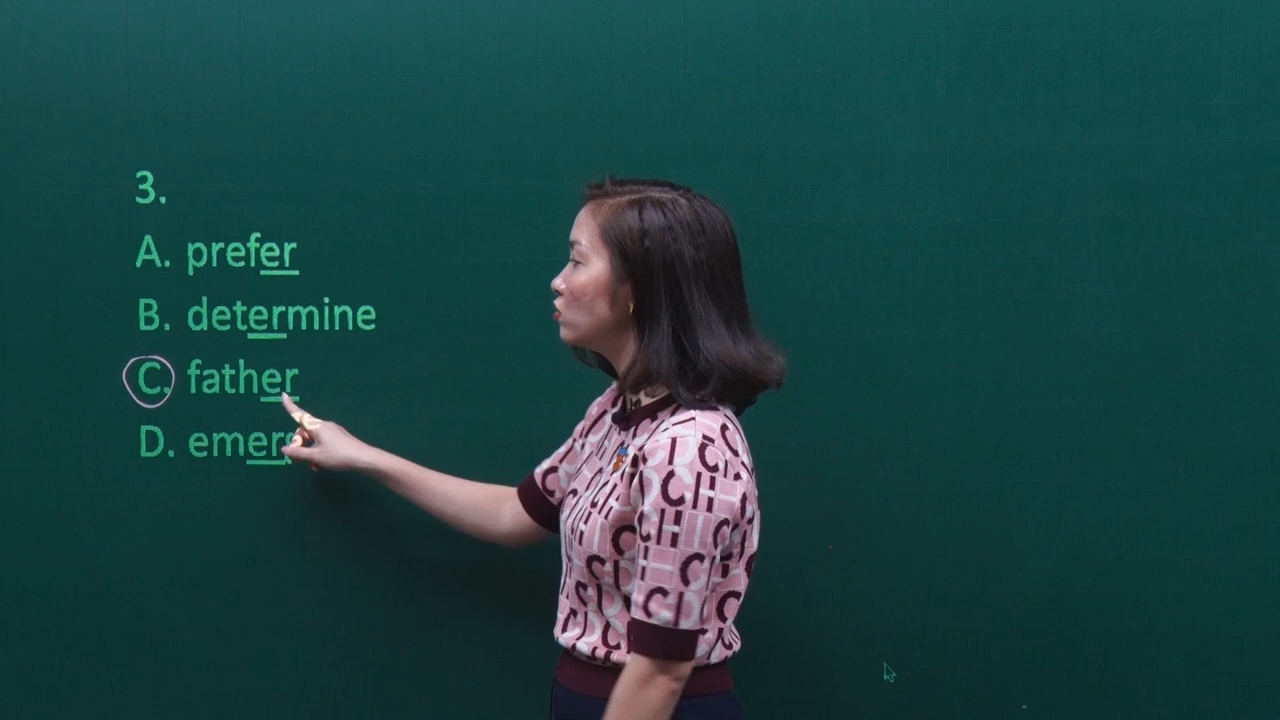 3.
A. prefer
B. determine
C. father
D.